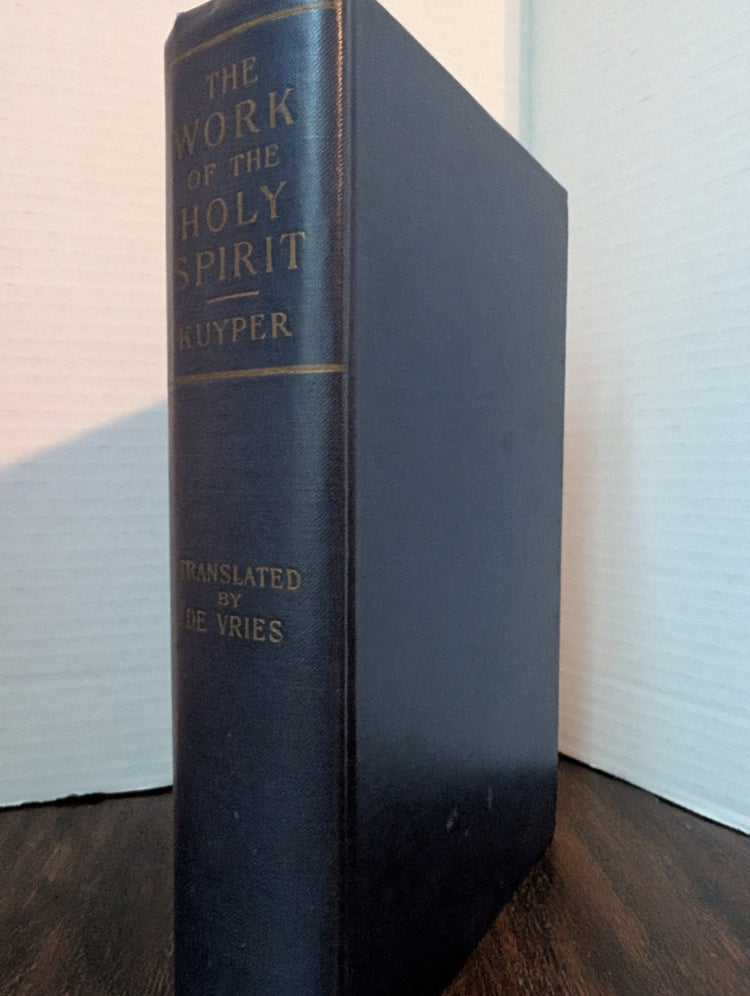 THE
WORK
OF THE
HOLY
SPIRIT
KUYPER
TRANSLATED
BY
DE VRIES